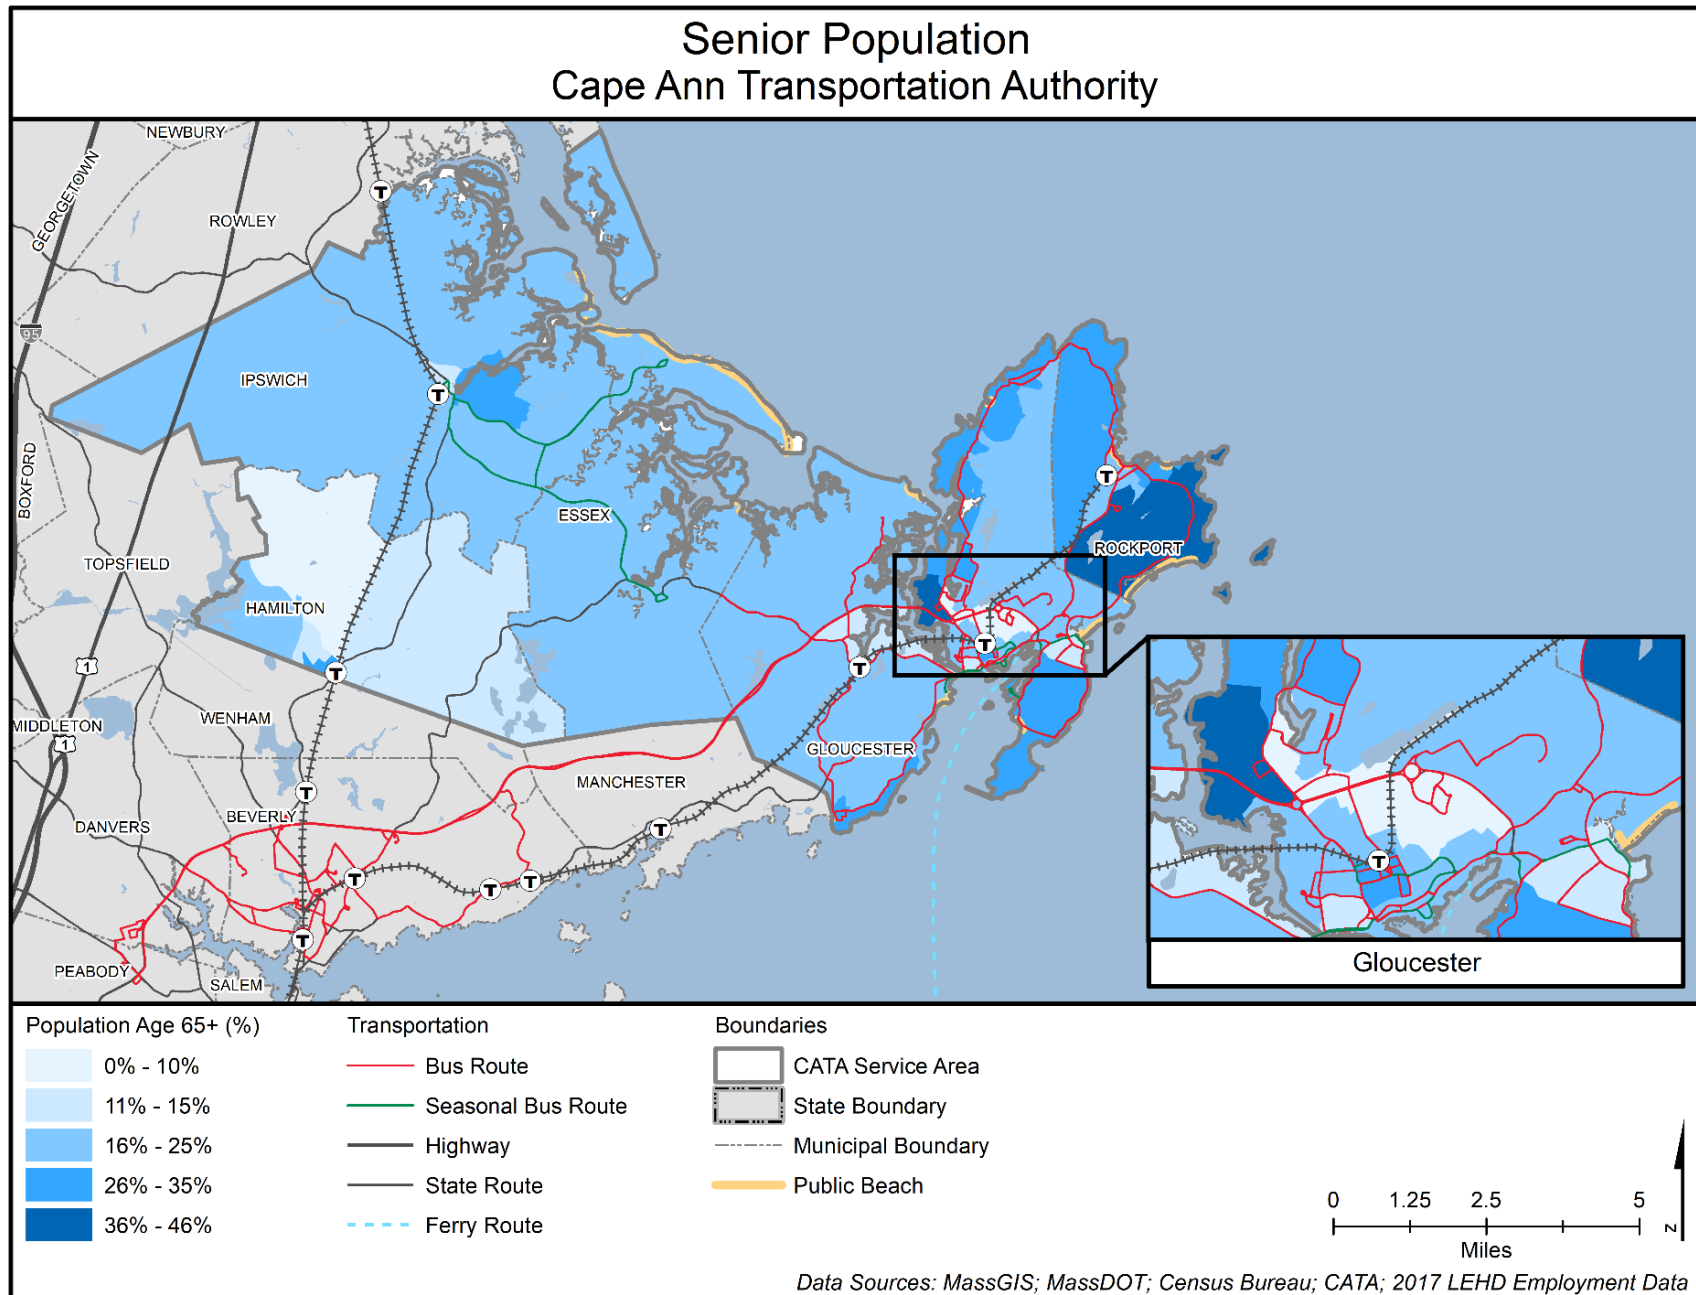 Senior Population
Cape Ann Transportation Authority
NEWBURY
GEORGETOWN
ROWLEY
95
IPSWICH
BOXFORD
ESSEX
TOPSFIELD
ROCKPORT
HAMILTON
1
WENHAM
MIDDLETON
1
GLOUCESTER
MANCHESTER
BEVERLY
DANVERS
PEABODY
SALEM
T
T
T
T
T
T
T
T
T
T
T
T
T
Gloucester
Population Age 65+ (%)
0% - 10%
11% - 15%
16% - 25%
26% - 35%
36% - 46%
Transportation
Bus Route
Seasonal Bus Route
Highway
State Route
Ferry Route
Boundaries
CATA Service Area
State Boundary
Municipal Boundary
Public Beach
0 1.25 2.5 5
Miles
N
Data Sources: MassGIS; MassDOT; Census Bureau; CATA; 2017 LEHD Employment Data